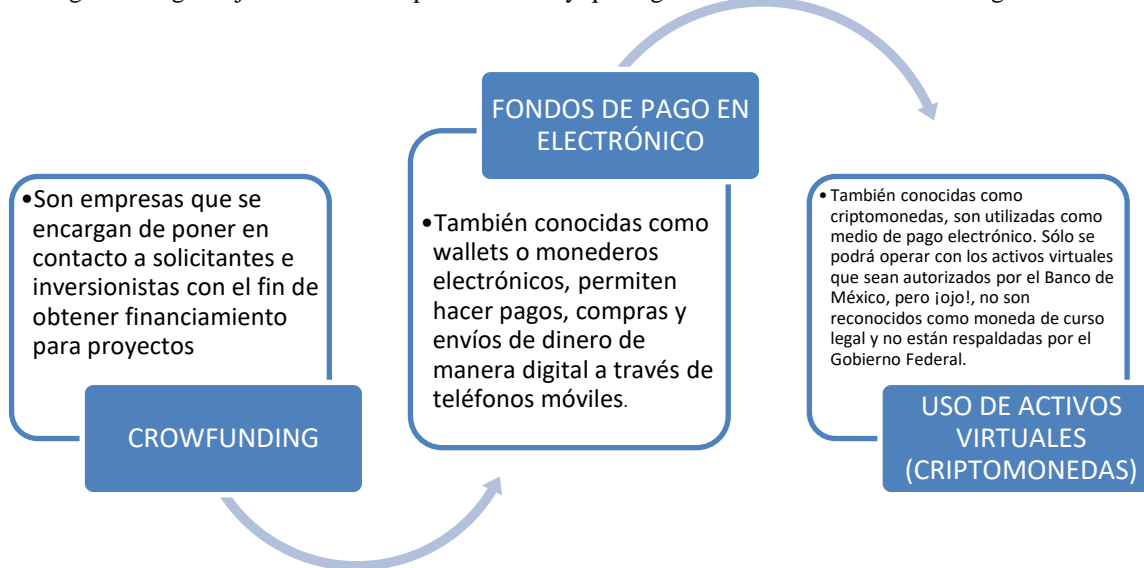 •Son empresas que se
encargan de poner en
contacto a solicitantes e
inversionistas con el fin de
obtener financiamiento
para proyectos
CROWFUNDING
FONDOS DE PAGO EN
ELECTRÓNICO
•También conocidas como
wallets o monederos
electrónicos, permiten
hacer pagos, compras y
envíos de dinero de
manera digital a través de
teléfonos móviles.
•También conocidas como
criptomonedas, son utilizadas como
medio de pago electrónico. Sólo se
podrá operar con los activos virtuales
que sean autorizados por el Banco de
México, pero ¡ojo!, no son
reconocidos como moneda de curso
legal y no están respaldadas por el
Gobierno Federal.
USO DE ACTIVOS
VIRTUALES
(CRIPTOMONEDAS)